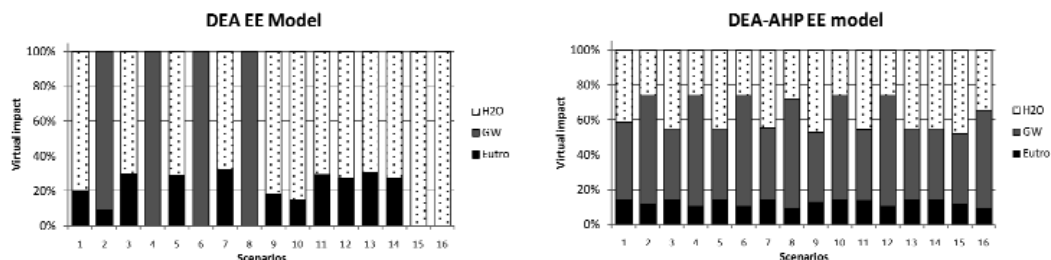 DEA EE Model
100%
80%
60%
40%
20%
0%
Virtual impact
H2O
GW
Eutro
1 2 3 4 5 6 7 8 9 10 11 12 13 14 15 16
Scenarios
DEA-AHP EE model
100%
80%
60%
40%
20%
0%
Virtual impact
H2O
GW
Eutro
1 2 3 4 5 6 7 8 9 10 11 12 13 14 15 16
Scenarios